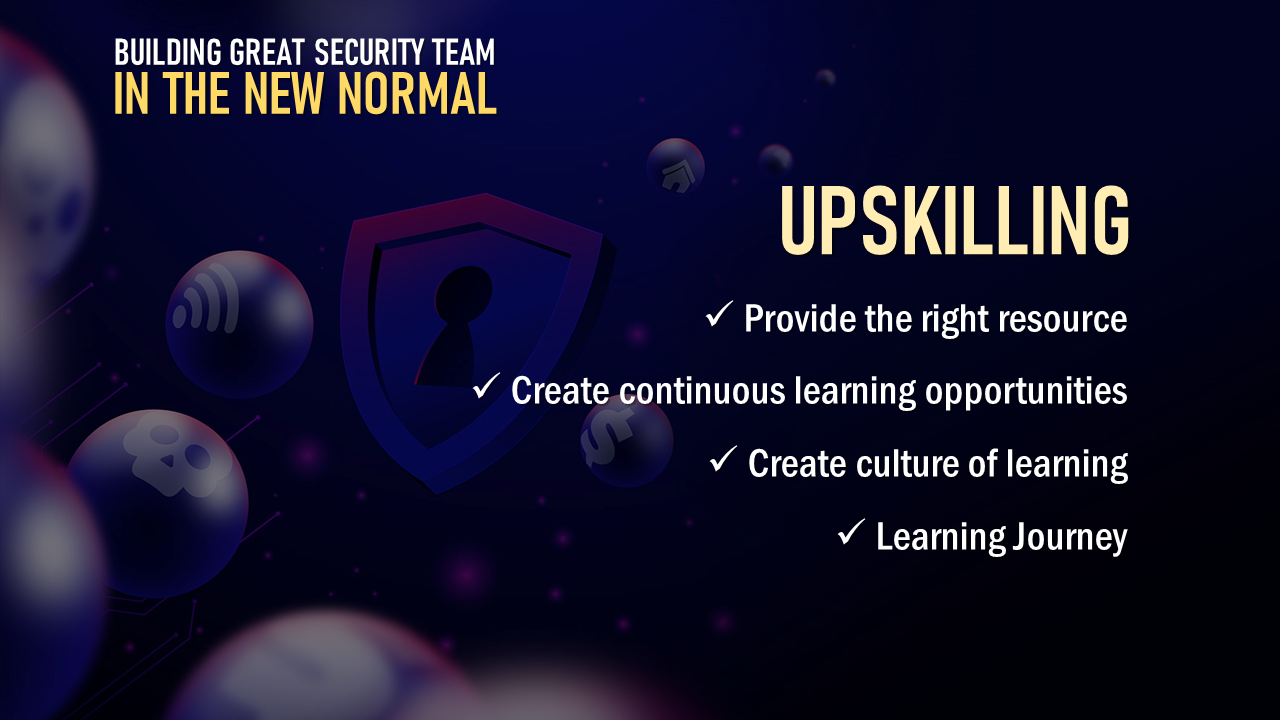 BUILDING GREAT SECURITY TEAM
IN THE NEW NORMAL
UPSKILLING
✓ Provide the right resource
✓ Create continuous learning opportunities
✓ Create culture of learning
✓ Learning Journey